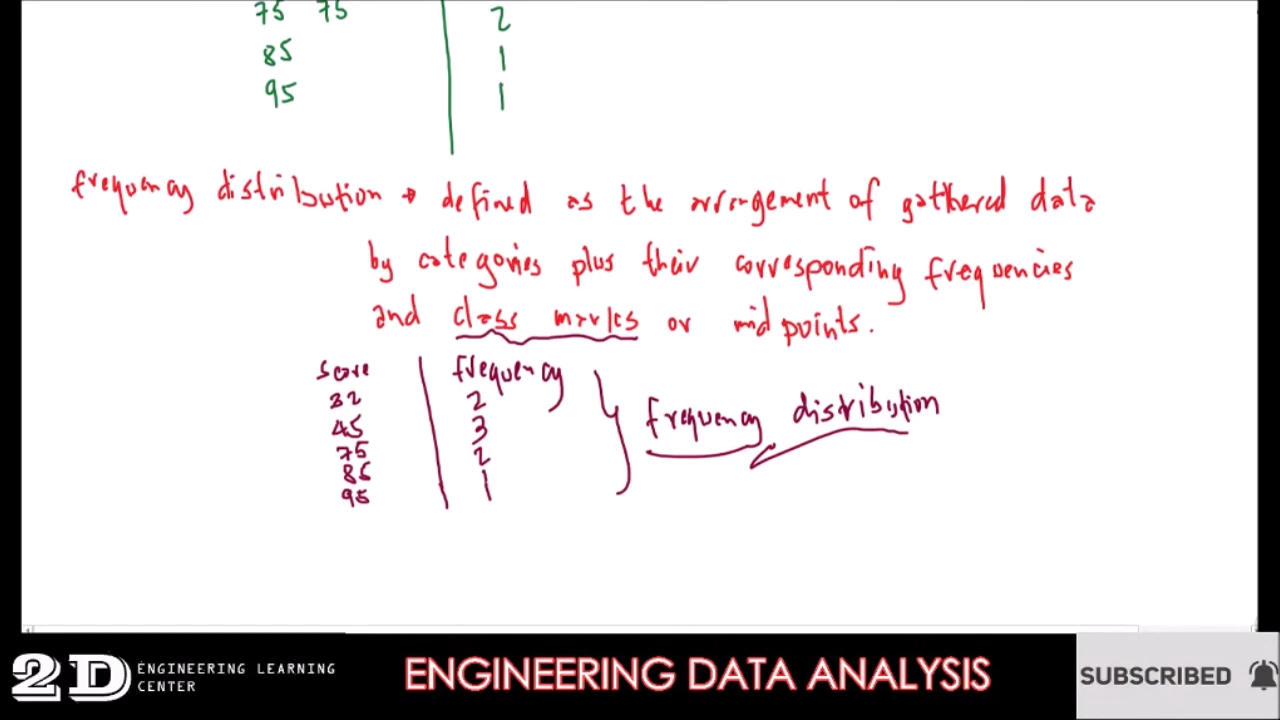 75 75 2
85 1
95 1
frequency distribution → defined as the arrangement of gathered data
by categories plus their corresponding frequencies
and class marks or midpoints.
Score frequency
32 2
45 3
75 2
85 1
95 1
frequency distribution
2D ENGINEERING LEARNING
CENTER
ENGINEERING DATA ANALYSIS
SUBSCRIBED